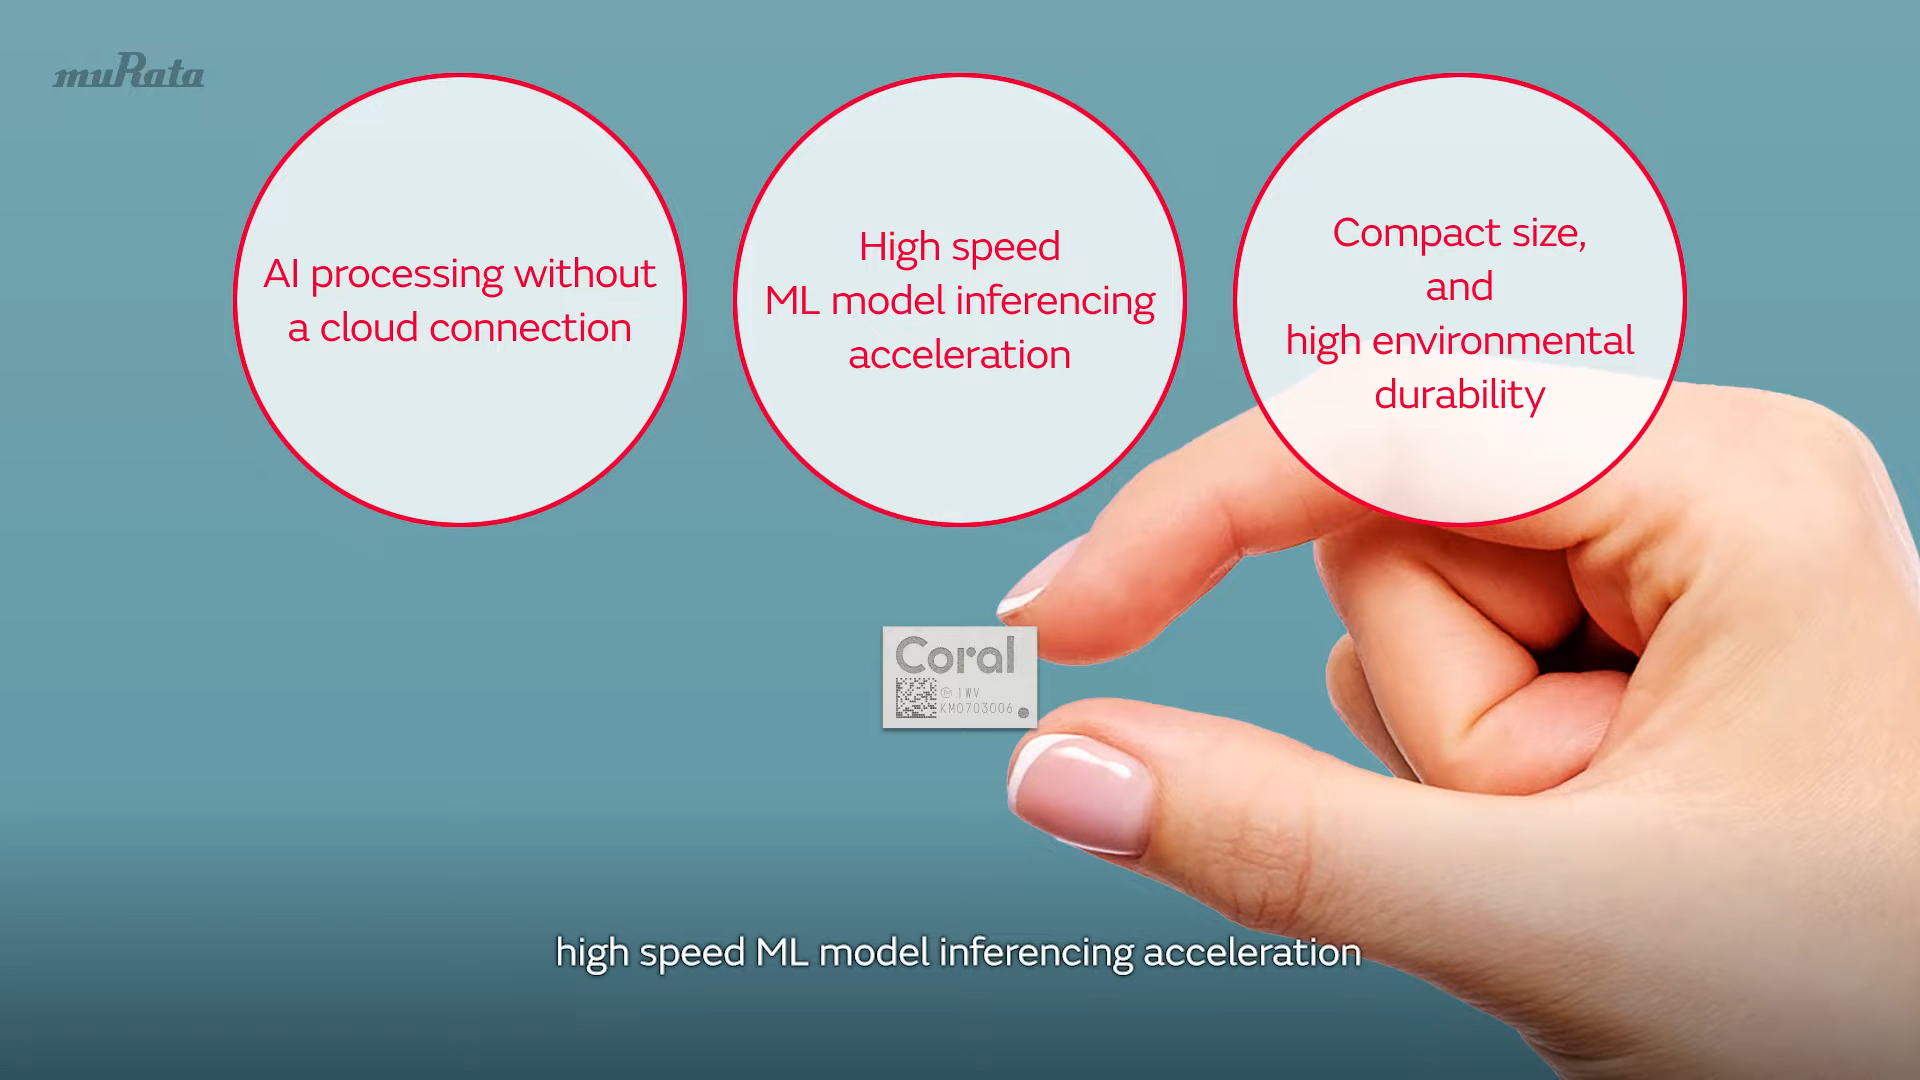 muRata
AI processing without
a cloud connection
High speed
ML model inferencing
acceleration
Compact size,
and
high environmental
durability
Coral
1WV
KM0703006
high speed ML model inferencing acceleration